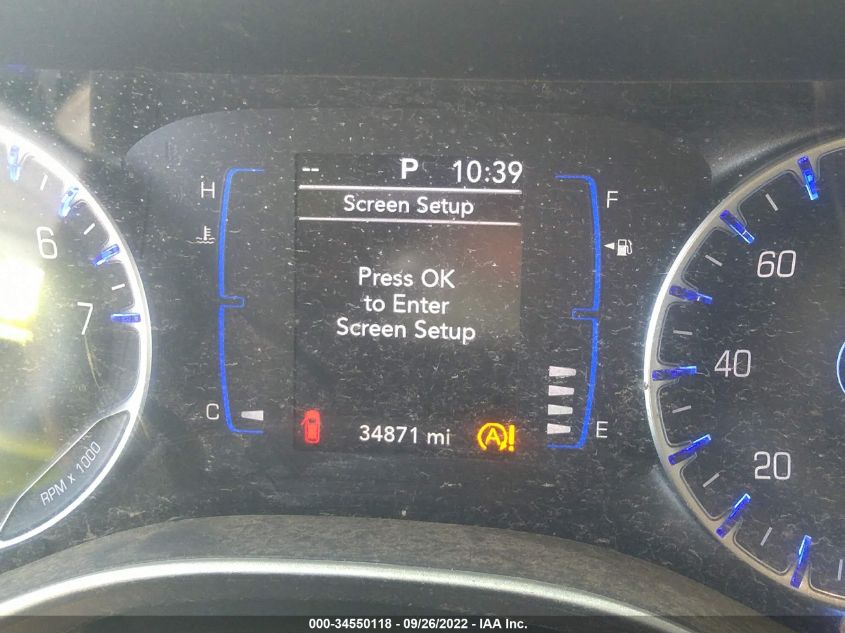 -- P 10:39
Screen Setup
Press OK
to Enter
Screen Setup
34871 mi
H
C
F
E
6
7
RPM x 1000
60
40
20
A!
000-34550118 - 09/26/2022 - IAA Inc.